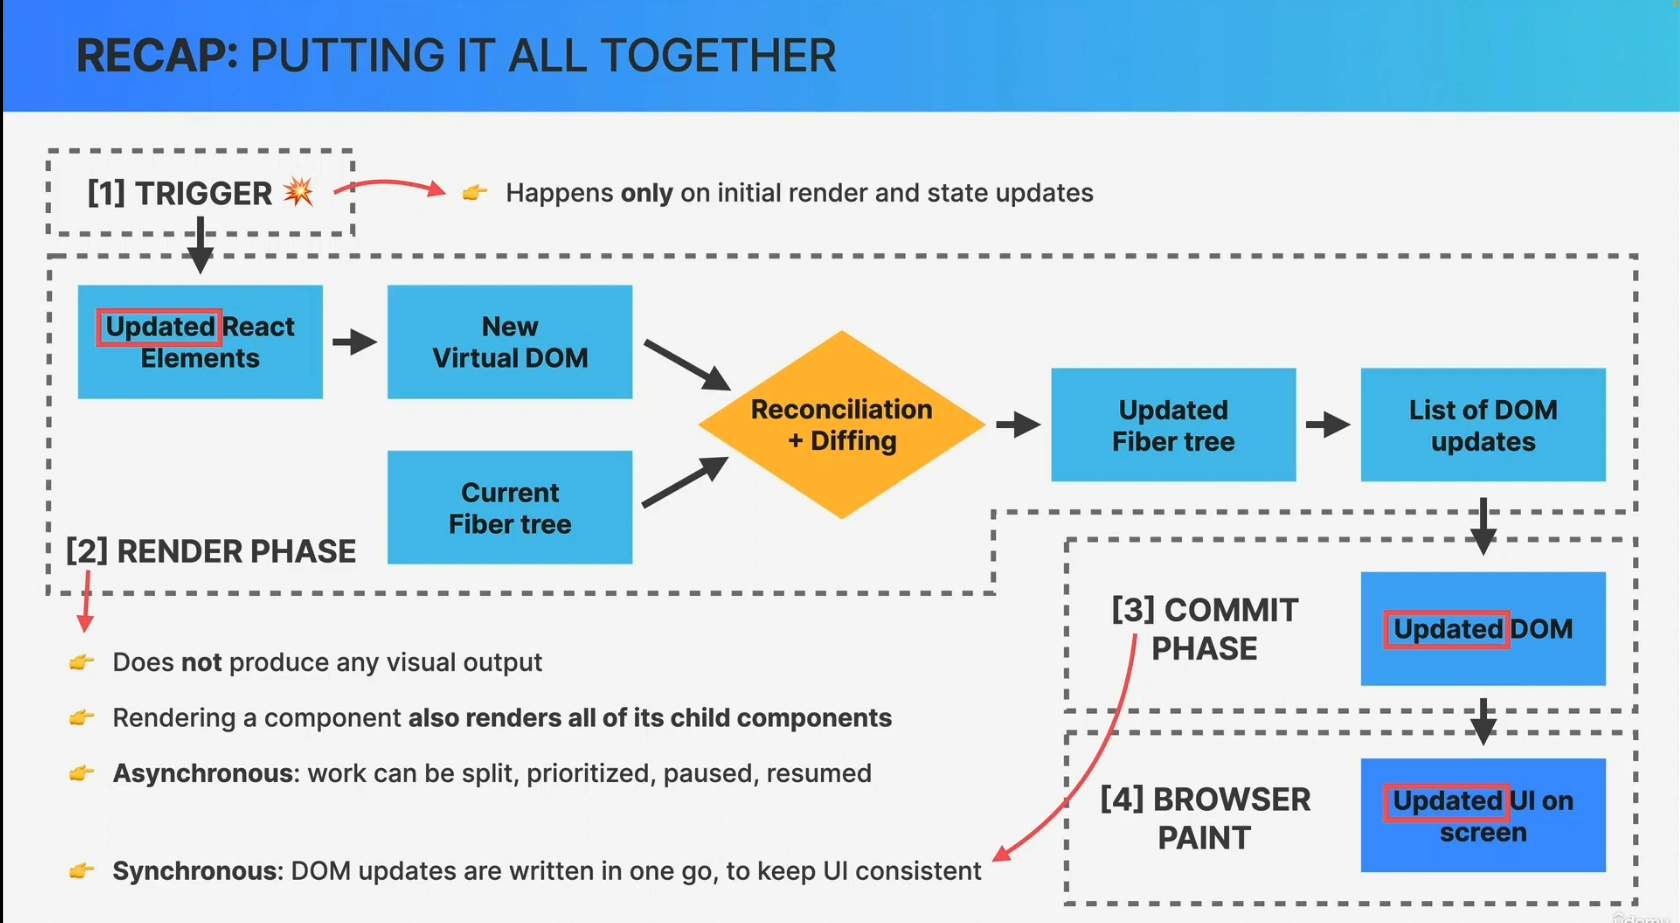 RECAP: PUTTING IT ALL TOGETHER
[1] TRIGGER 💥
👉 Happens only on initial render and state updates
Updated React
Elements
New
Virtual DOM
Current
Fiber tree
Reconciliation
+ Diffing
Updated
Fiber tree
List of DOM
updates
[2] RENDER PHASE
👉 Does not produce any visual output
👉 Rendering a component also renders all of its child components
👉 Asynchronous: work can be split, prioritized, paused, resumed
[3] COMMIT
PHASE
Updated DOM
👉 Synchronous: DOM updates are written in one go, to keep UI consistent
[4] BROWSER
PAINT
Updated UI on
screen
Udemy